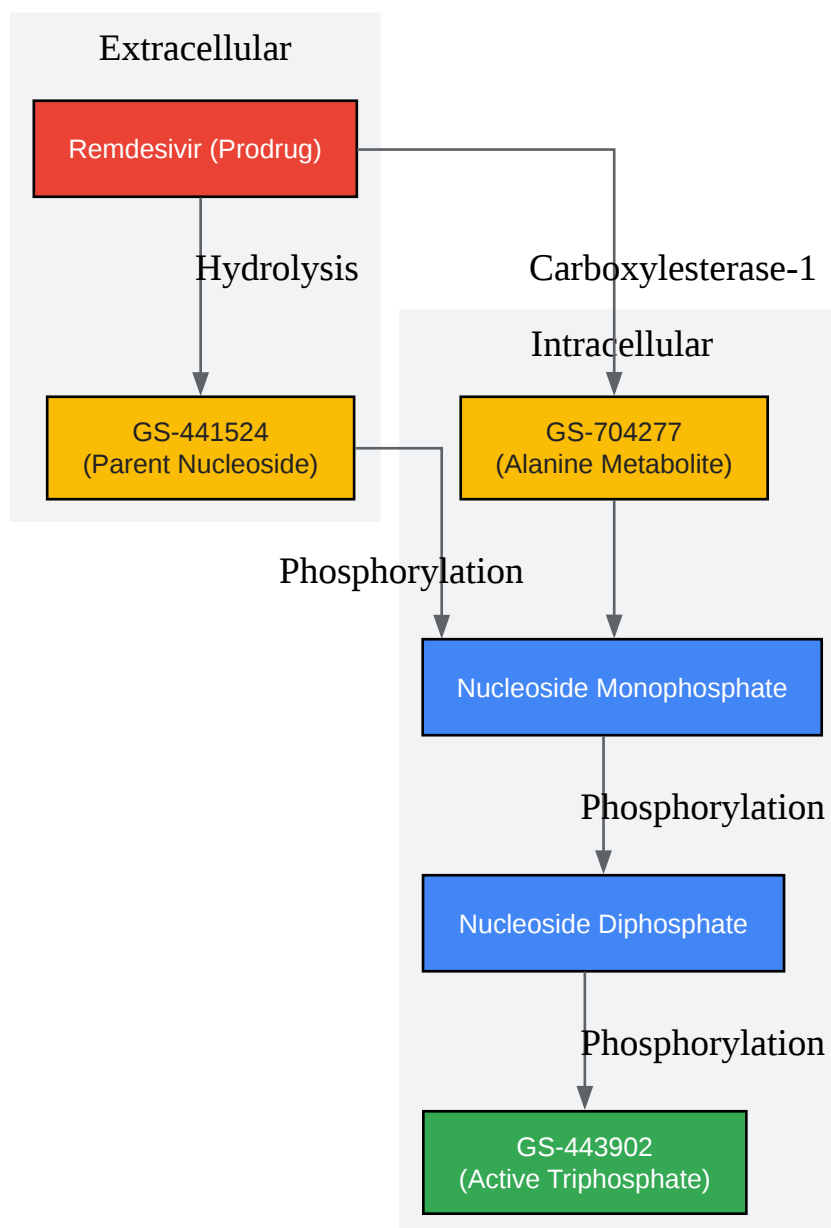 Extracellular
Remdesivir (Prodrug)
Hydrolysis
Carboxylesterase-1
Intracellular
GS-441524
(Parent Nucleoside)
GS-704277
(Alanine Metabolite)
Phosphorylation
Nucleoside Monophosphate
Phosphorylation
Nucleoside Diphosphate
Phosphorylation
GS-443902
(Active Triphosphate)